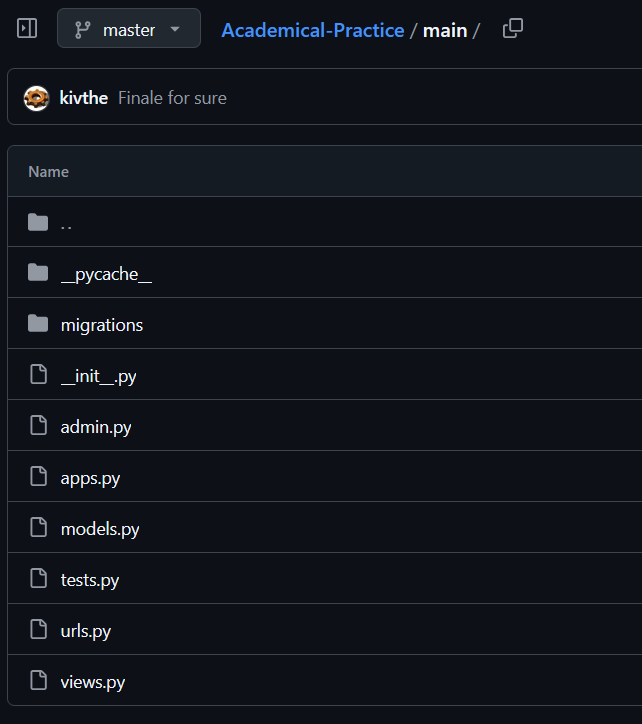 master Academical-Practice / main /
kivthe Finale for sure
Name
..
__pycache__
migrations
__init__.py
admin.py
apps.py
models.py
tests.py
urls.py
views.py